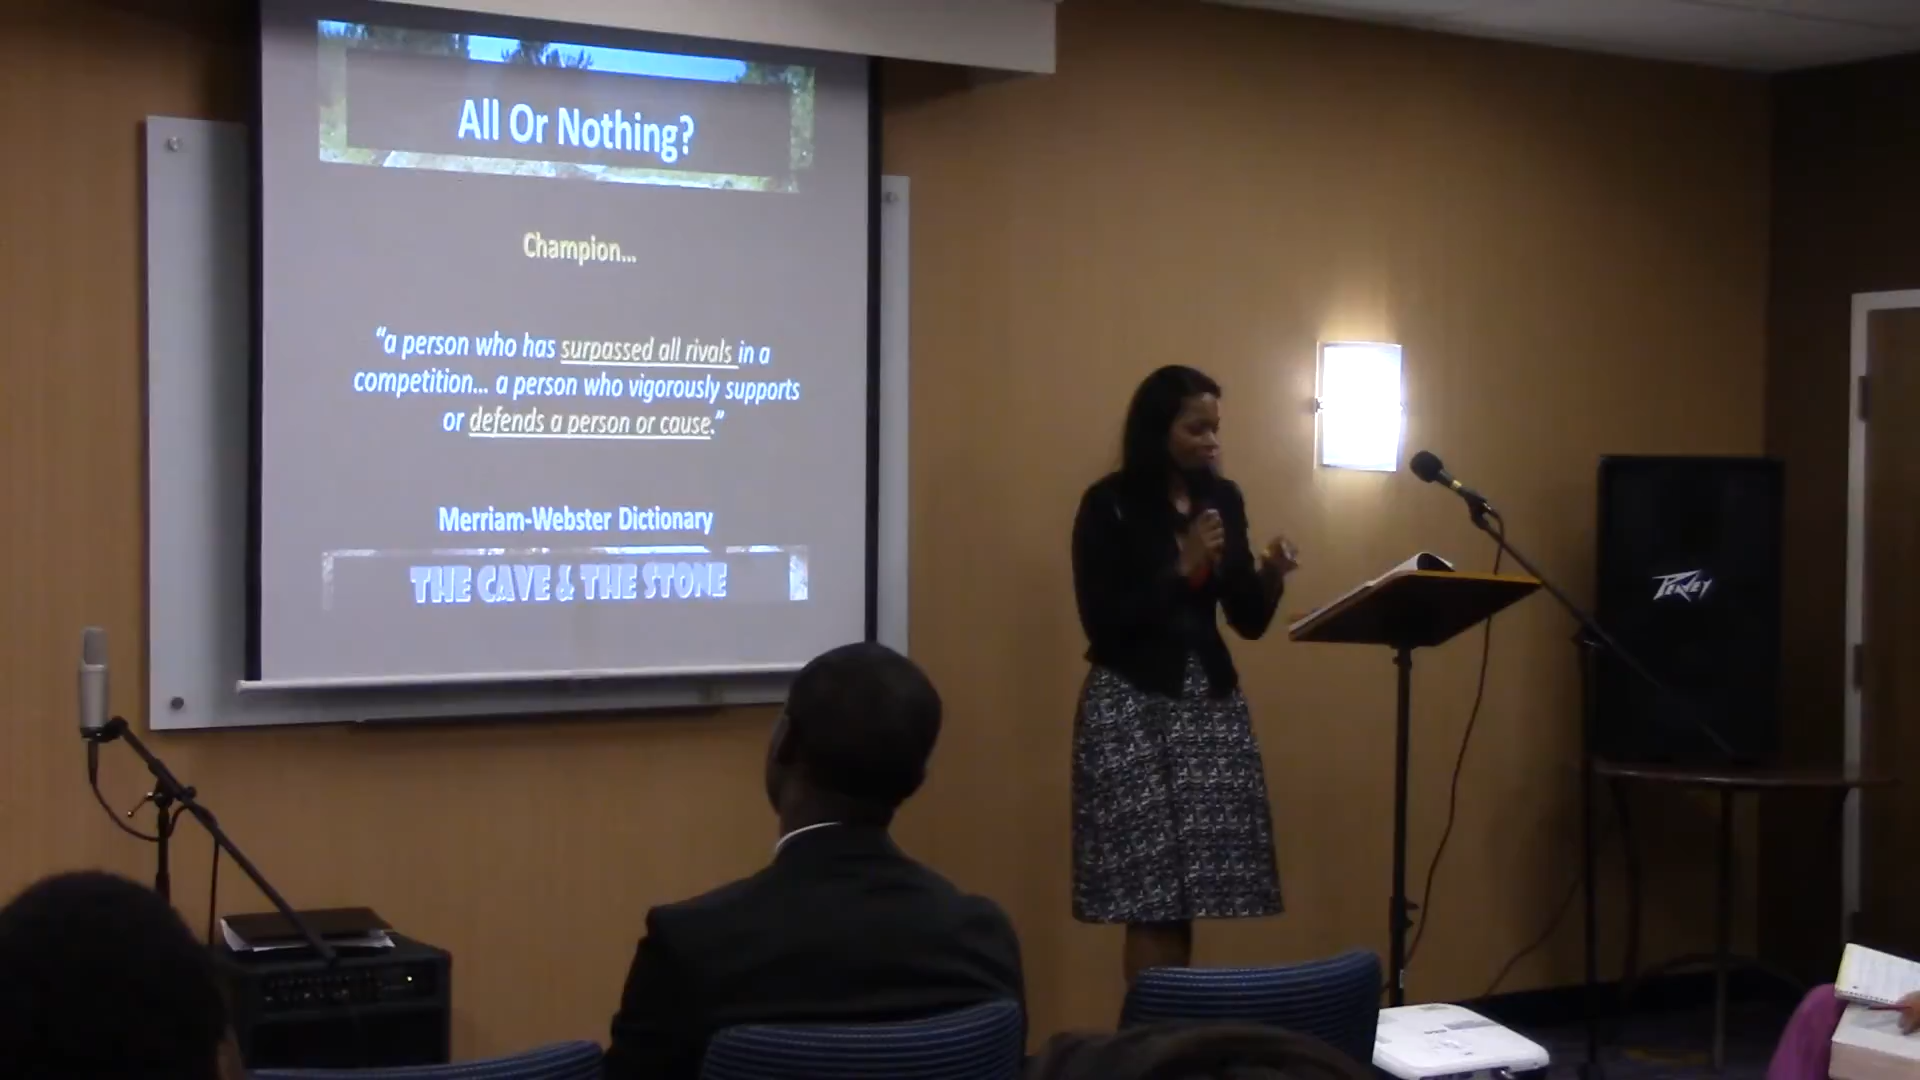 All Or Nothing?
Champion...
“a person who has surpassed all rivals in a
competition... a person who vigorously supports
or defends a person or cause.”
Merriam-Webster Dictionary
THE CAVE & THE STONE
PEAVEY